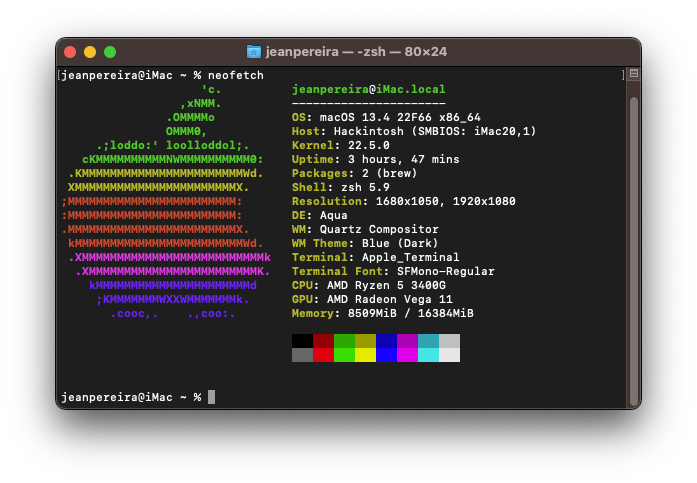 jeanpereira — -zsh — 80×24
[jeanpereira@iMac ~ % neofetch ]
'c. jeanpereira@iMac.local
,xNMM. ----------------------
.OMMMMo OS: macOS 13.4 22F66 x86_64
OMMM0, Host: Hackintosh (SMBIOS: iMac20,1)
.;loddo:' loolloddol;. Kernel: 22.5.0
cKMMMMMMMMMMNWMMMMMMMMMM0: Uptime: 3 hours, 47 mins
.KMMMMMMMMMMMMMMMMMMMMMMMWd. Packages: 2 (brew)
XMMMMMMMMMMMMMMMMMMMMMMMX. Shell: zsh 5.9
;MMMMMMMMMMMMMMMMMMMMMMMM: Resolution: 1680x1050, 1920x1080
:MMMMMMMMMMMMMMMMMMMMMMMM: DE: Aqua
.MMMMMMMMMMMMMMMMMMMMMMMMX. WM: Quartz Compositor
kMMMMMMMMMMMMMMMMMMMMMMMMWd. WM Theme: Blue (Dark)
.XMMMMMMMMMMMMMMMMMMMMMMMMMMk Terminal: Apple_Terminal
.XMMMMMMMMMMMMMMMMMMMMMMMMK. Terminal Font: SFMono-Regular
kMMMMMMMMMMMMMMMMMMMMMMd CPU: AMD Ryzen 5 3400G
;KMMMMMMMWXXWMMMMMMMk. GPU: AMD Radeon Vega 11
.cooc,. .,coo:. Memory: 8509MiB / 16384MiB
jeanpereira@iMac ~ %